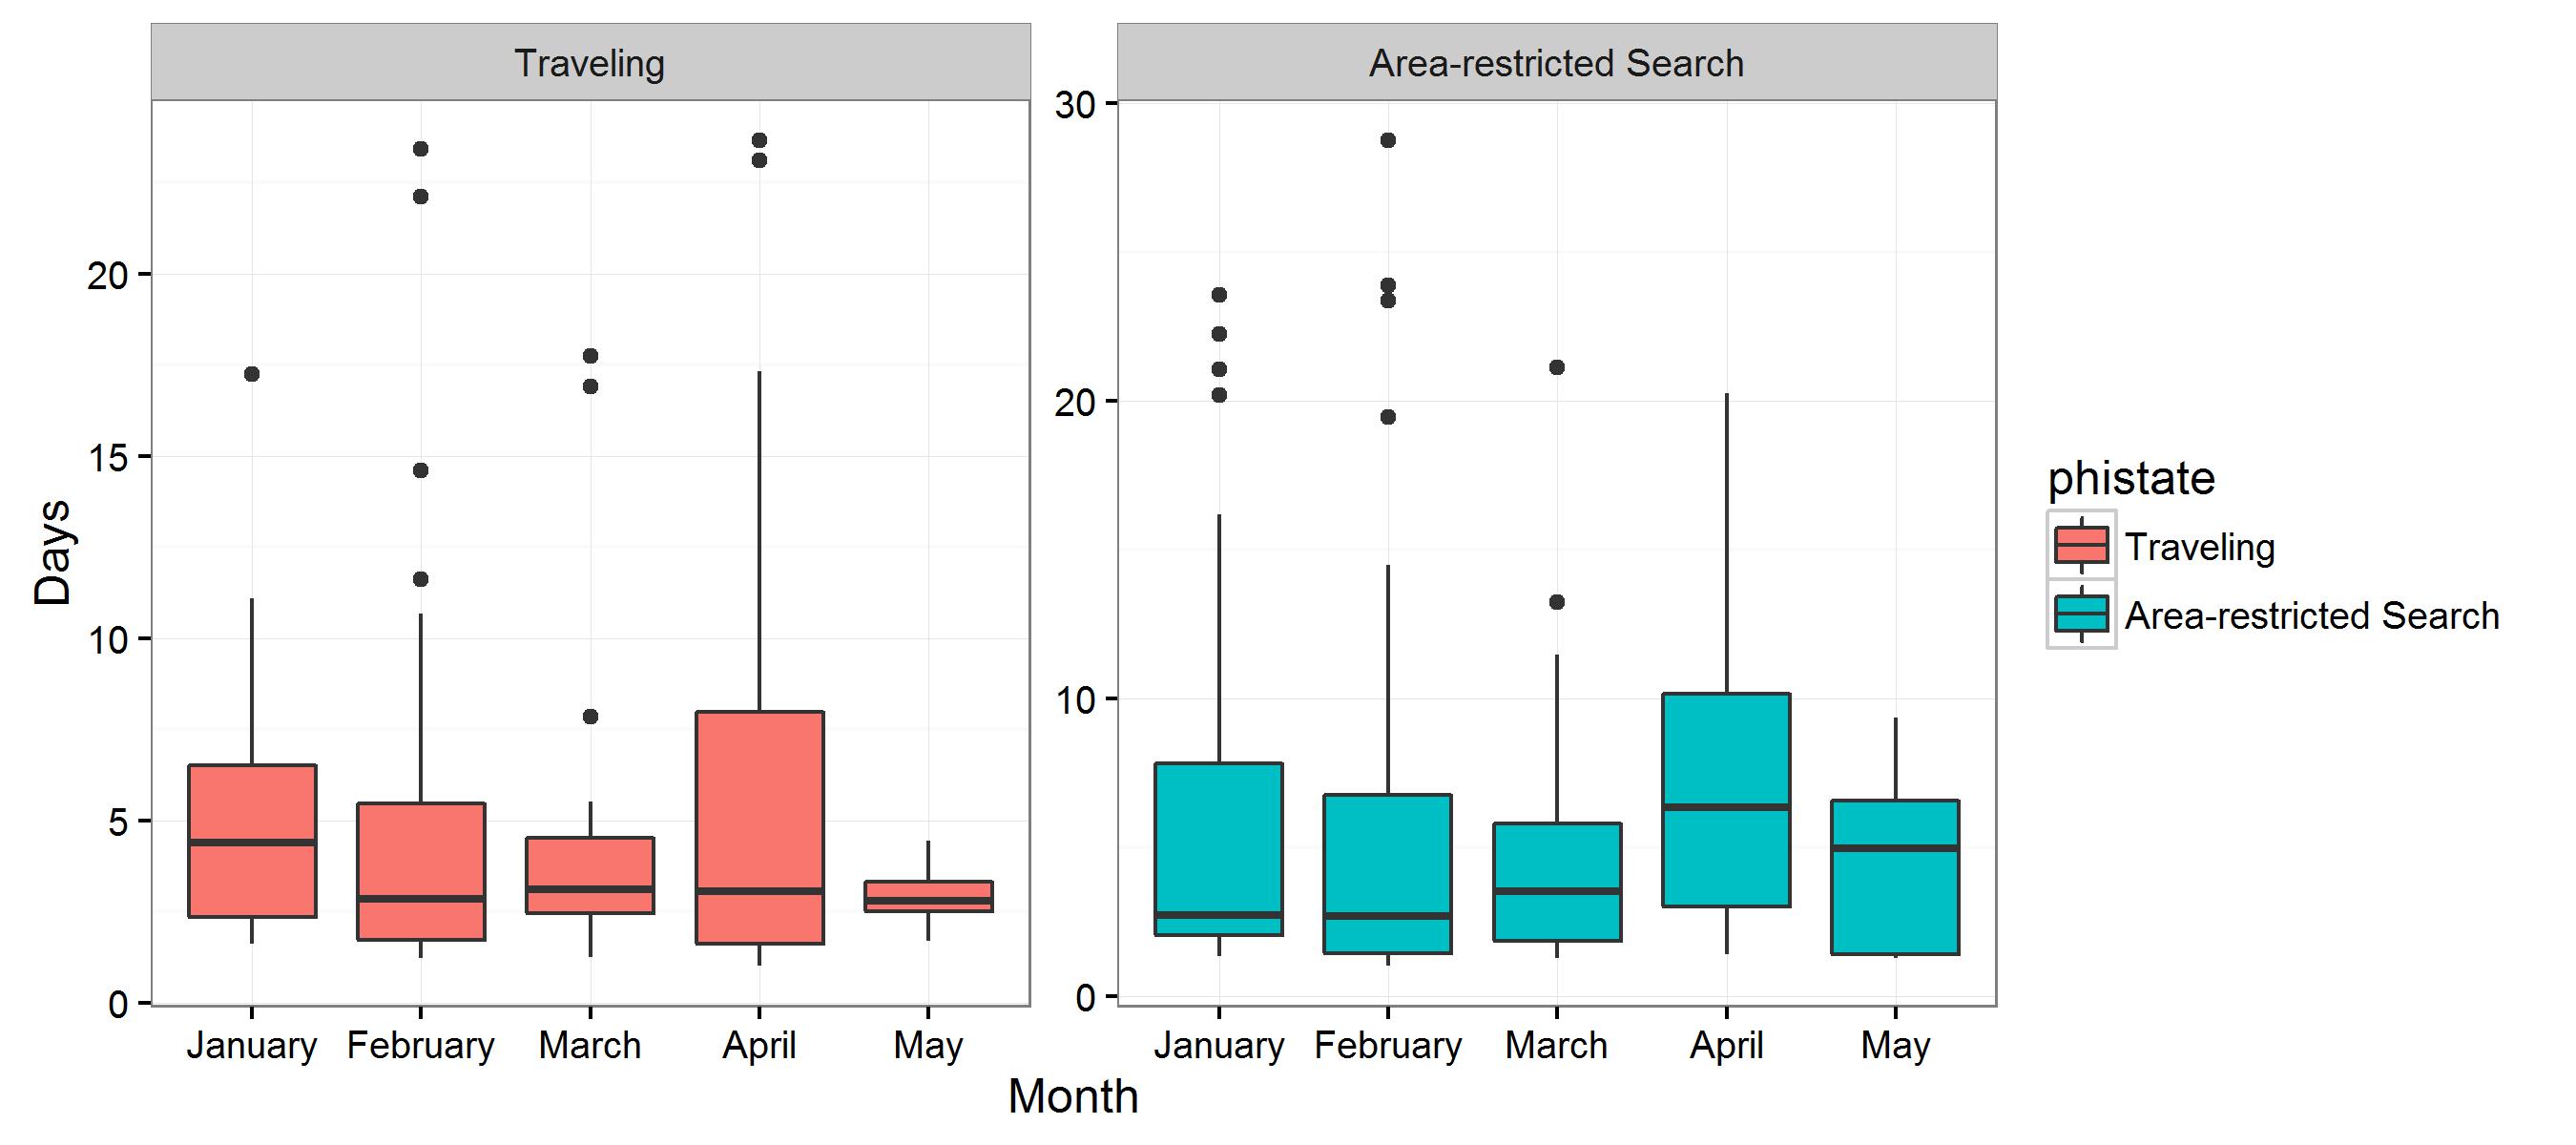 Traveling
Area-restricted Search
Days
20
15
10
5
0
30
20
10
0
January February March April May
January February March April May
Month
phistate
Traveling
Area-restricted Search